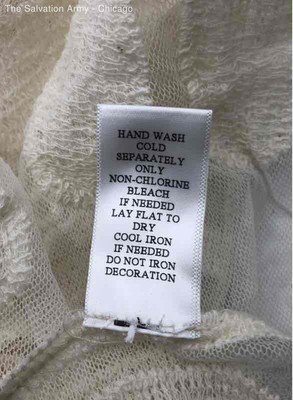 The Salvation Army - Chicago
HAND WASH
COLD
SEPARATELY
ONLY
NON-CHLORINE
BLEACH
IF NEEDED
LAY FLAT TO
DRY
COOL IRON
IF NEEDED
DO NOT IRON
DECORATION